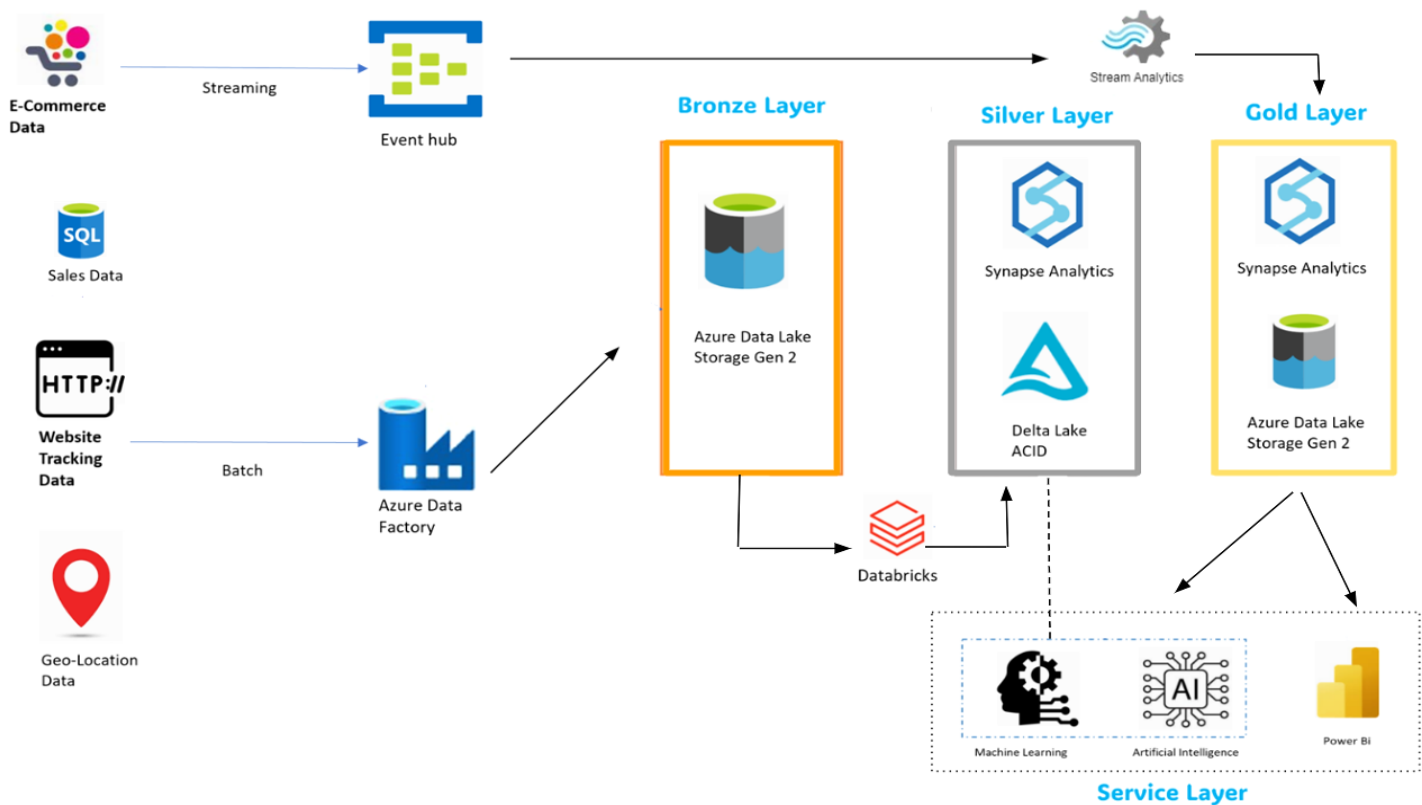 E-Commerce
Data
Streaming
Event hub
Stream Analytics
Bronze Layer
Silver Layer
Gold Layer
SQL
Sales Data
HTTP://
Website
Tracking
Data
Batch
Azure Data
Factory
Geo-Location
Data
Azure Data Lake
Storage Gen 2
Databricks
Synapse Analytics
Delta Lake
ACID
Synapse Analytics
Azure Data Lake
Storage Gen 2
Machine Learning
AI
Artificial Intelligence
Power Bi
Service Layer